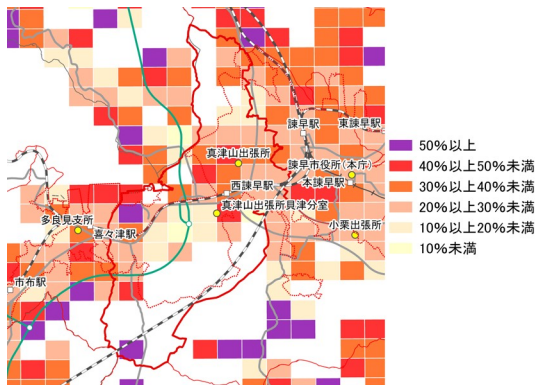 諫早駅
東諫早駅
真津山出張所
諫早市役所(本庁)
西諫早駅
本諫早駅
真津山出張所貝津分室
多良見支所
喜々津駅
小栗出張所
市布駅
50%以上
40%以上50%未満
30%以上40%未満
20%以上30%未満
10%以上20%未満
10%未満